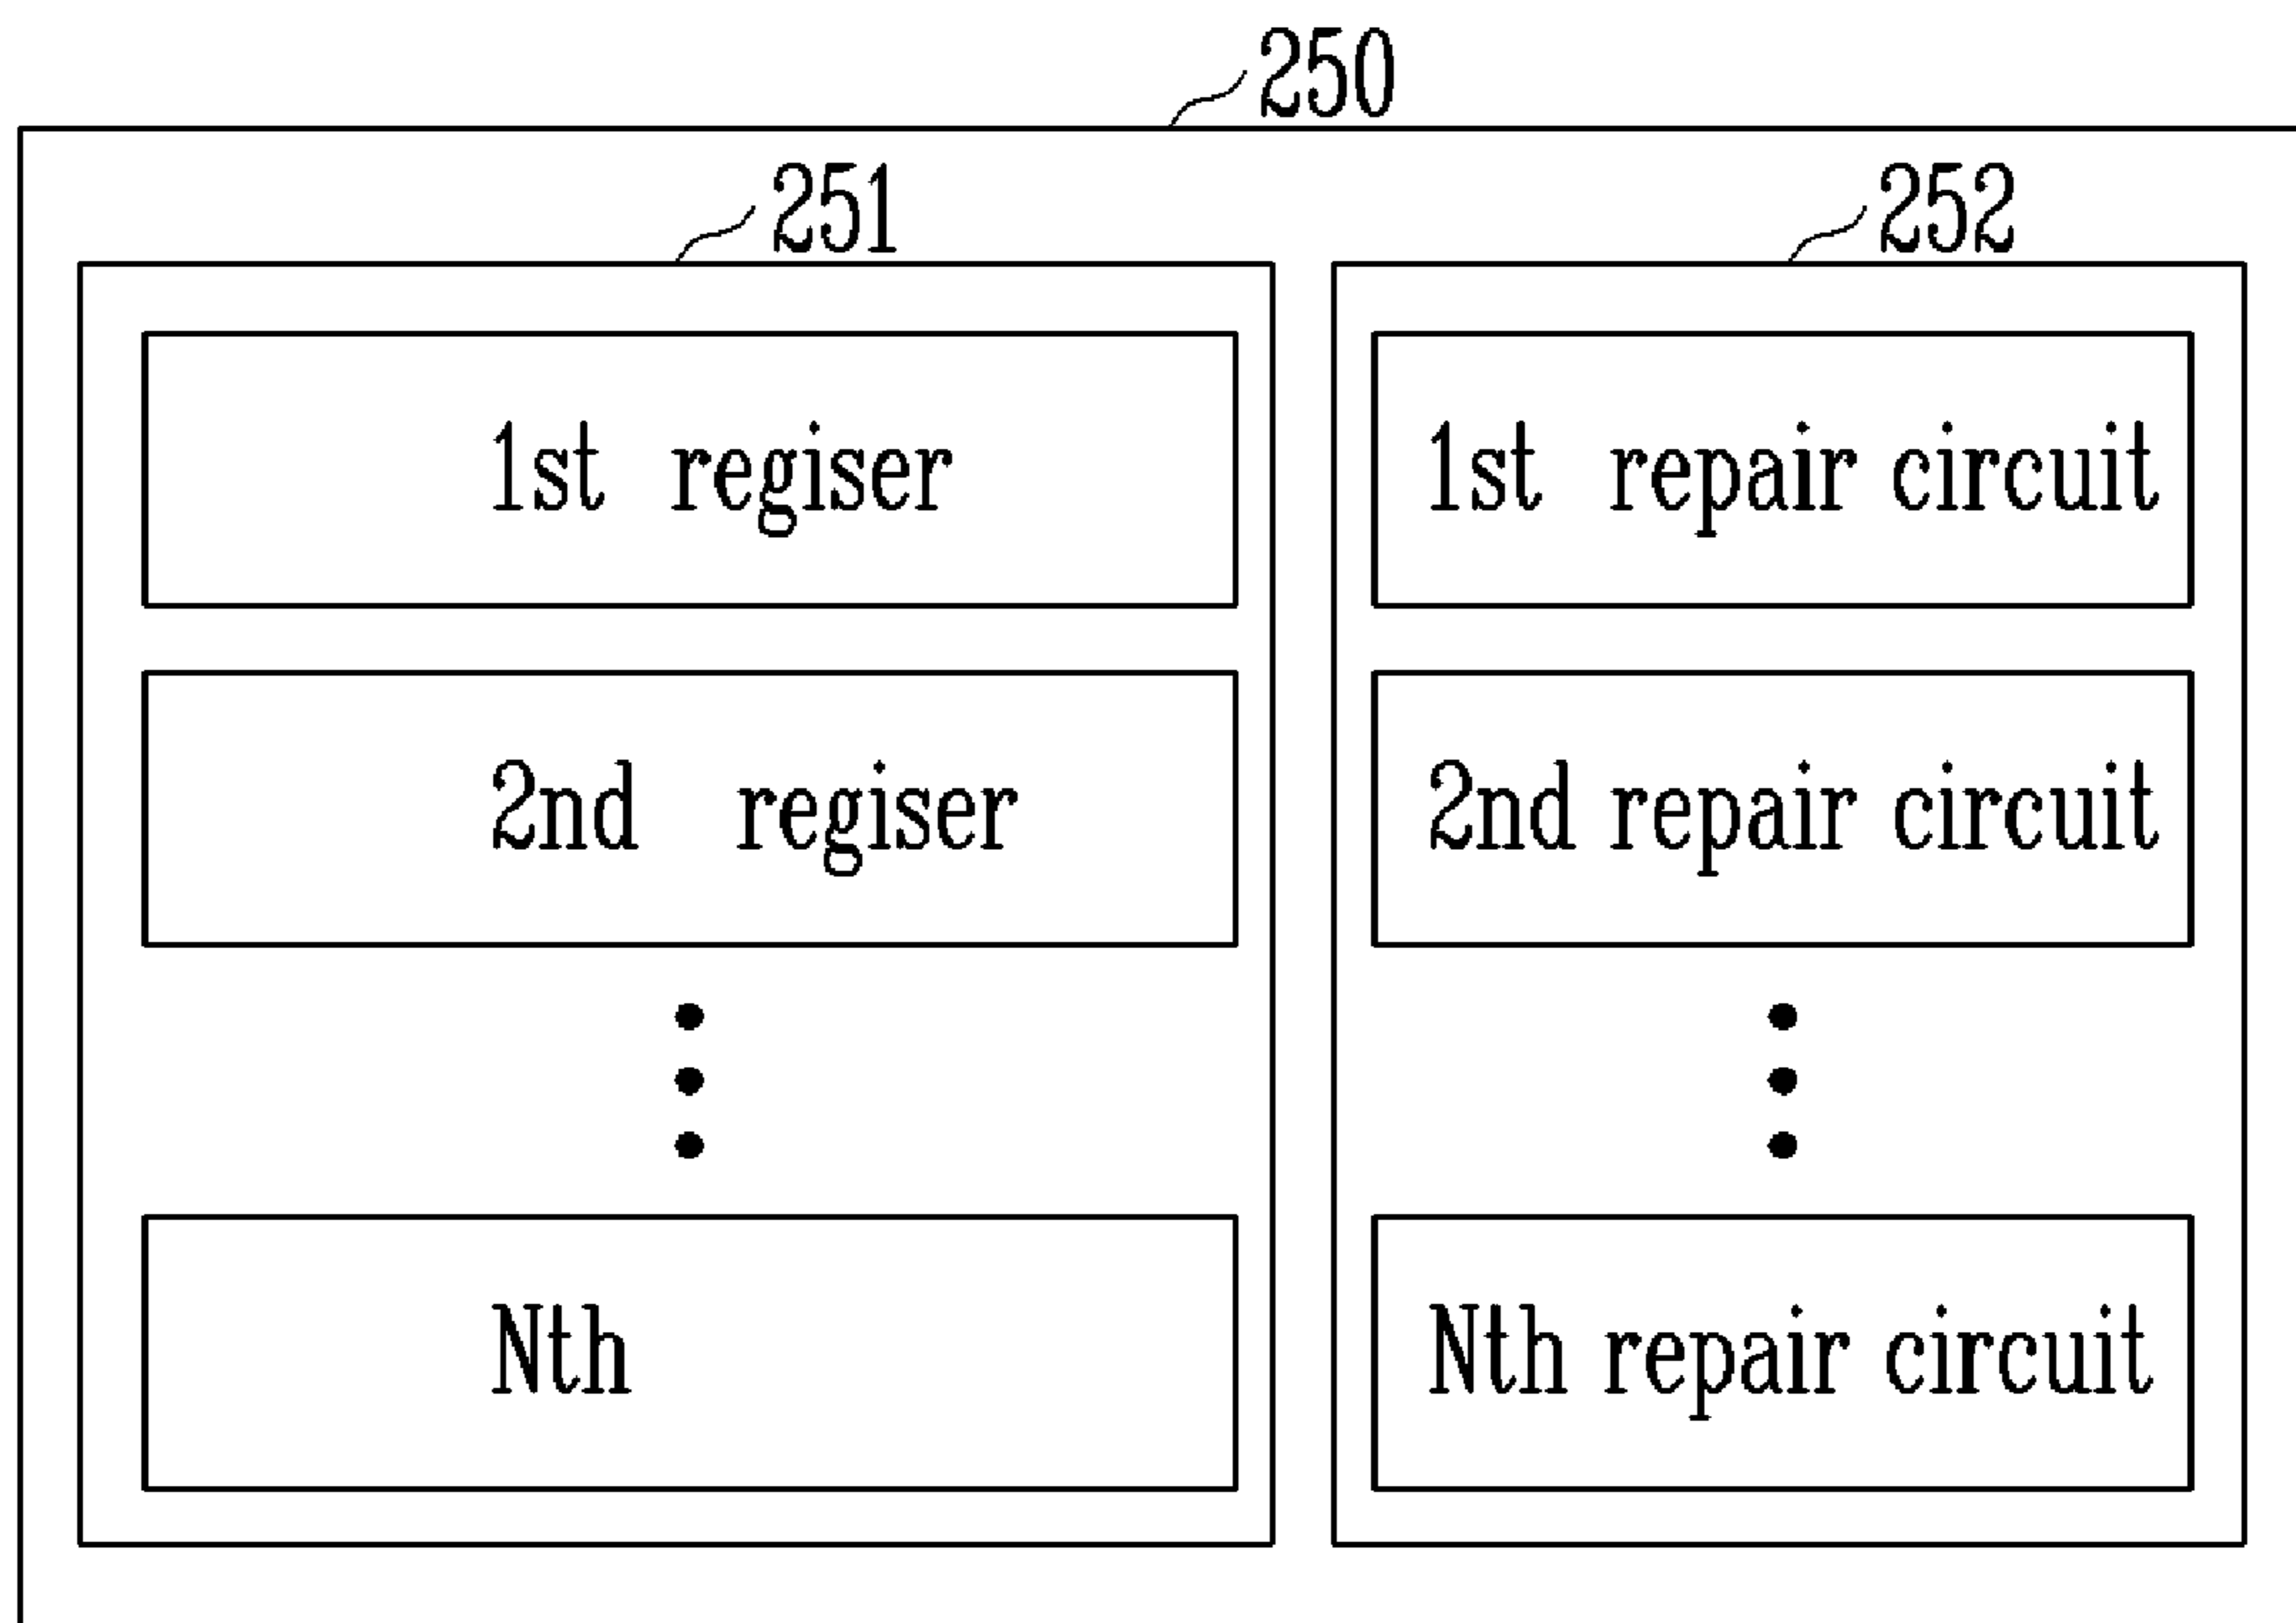 250
251
252
1st regiser
1st repair circuit
2nd regiser
2nd repair circuit
Nth
Nth repair circuit